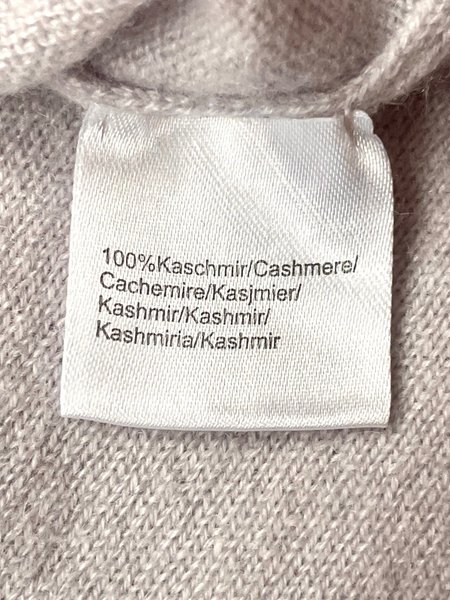 100%Kaschmir/Cashmere/
Cachemire/Kasjmier/
Kashmir/Kashmir/
Kashmiria/Kashmir